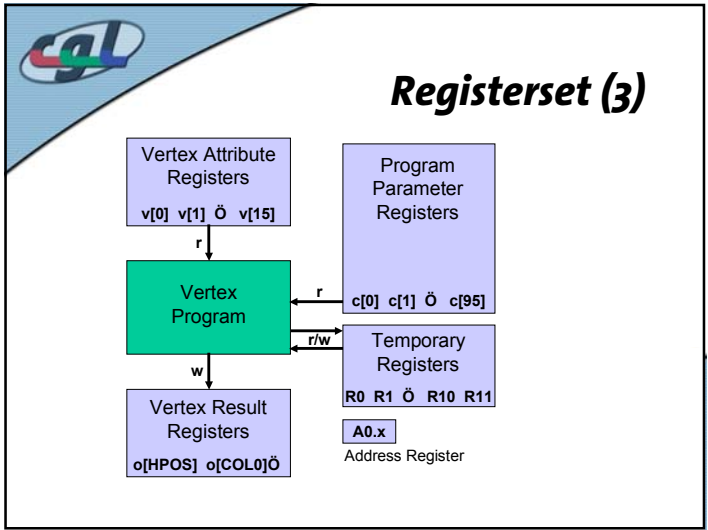 cgl
Registerset (3)
Vertex Attribute
Registers
v[0] v[1] Ö v[15]
r
Program
Parameter
Registers
c[0] c[1] Ö c[95]
r
Vertex
Program
r/w
Temporary
Registers
R0 R1 Ö R10 R11
w
Vertex Result
Registers
o[HPOS] o[COL0]Ö
A0.x
Address Register